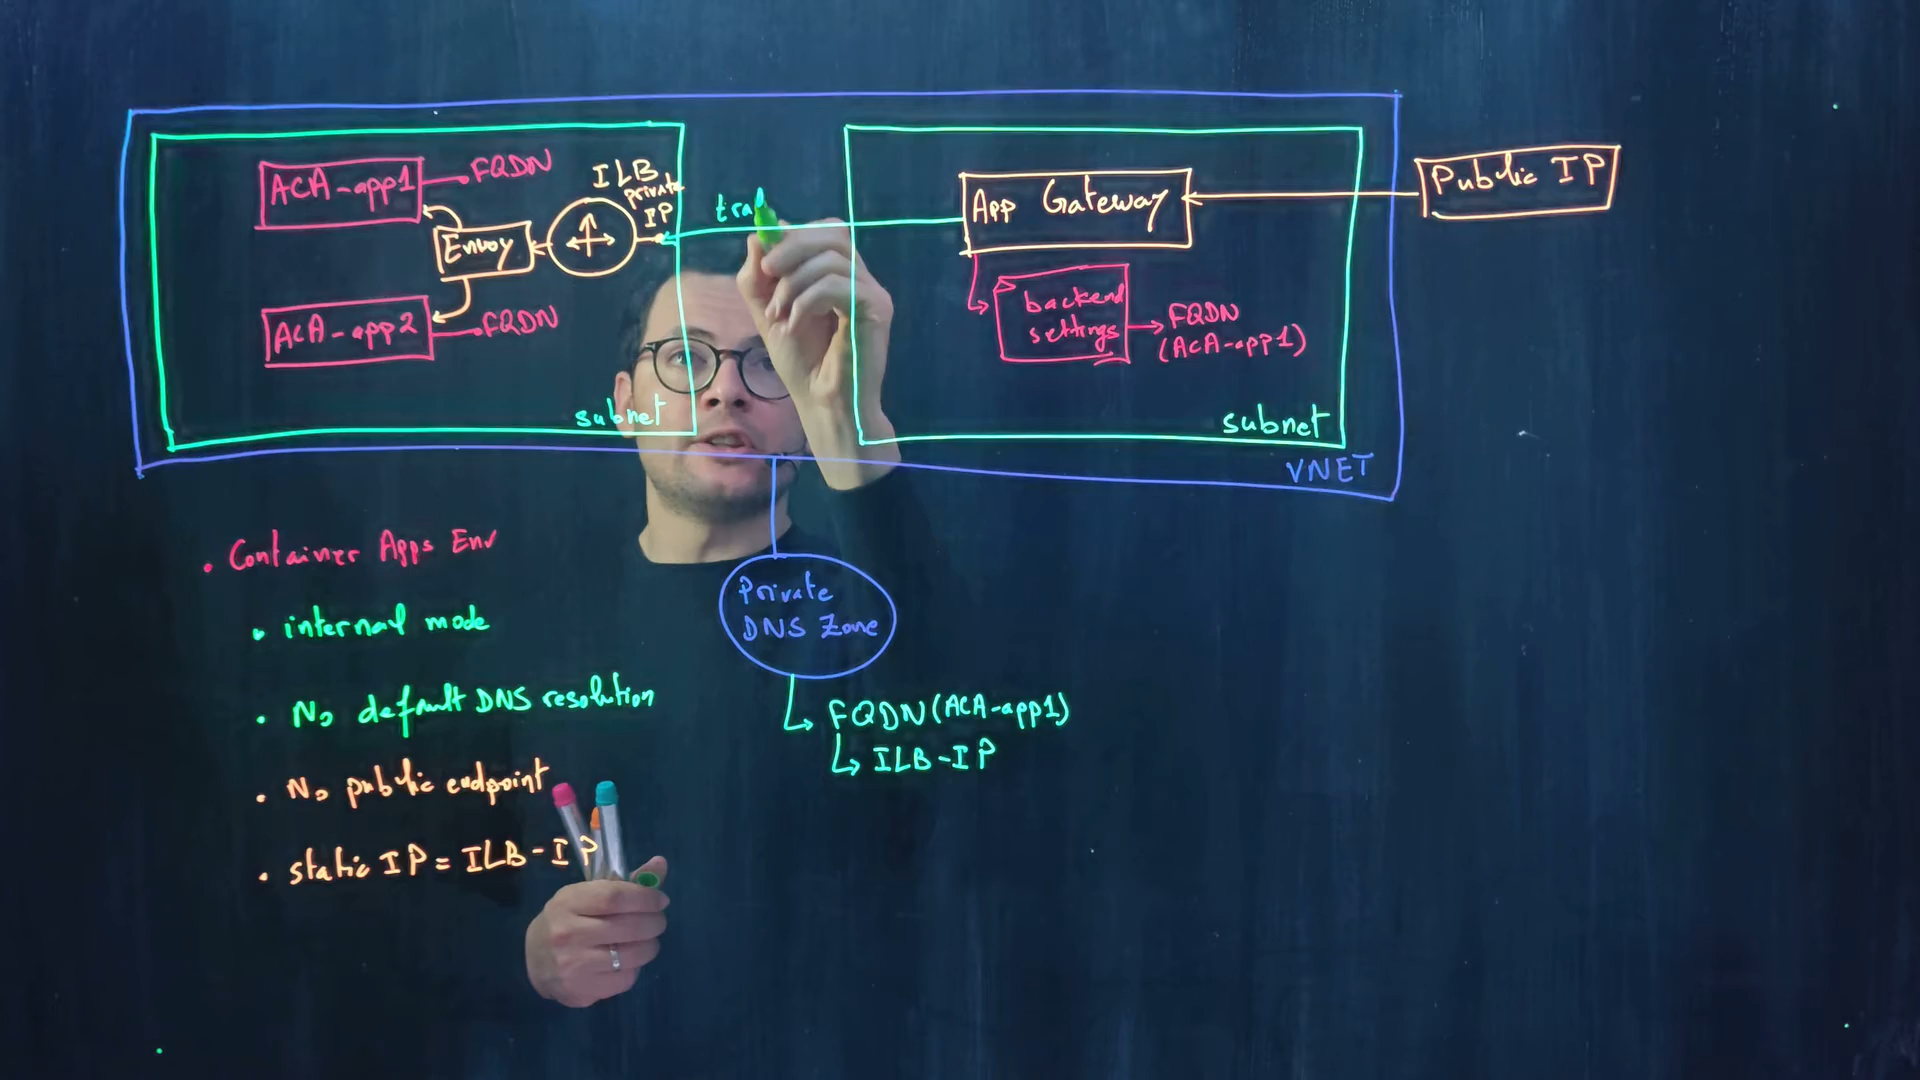 ACA-app1
FQDN
ILB
private
IP
Envoy
ACA-app2
FQDN
subnet
tra
App Gateway
backend
settings
FQDN
(ACA-app1)
subnet
VNET
Public IP
Container Apps Env
internal mode
No default DNS resolution
No public endpoint
static IP = ILB-IP
Private
DNS Zone
FQDN (ACA-app1)
ILB-IP